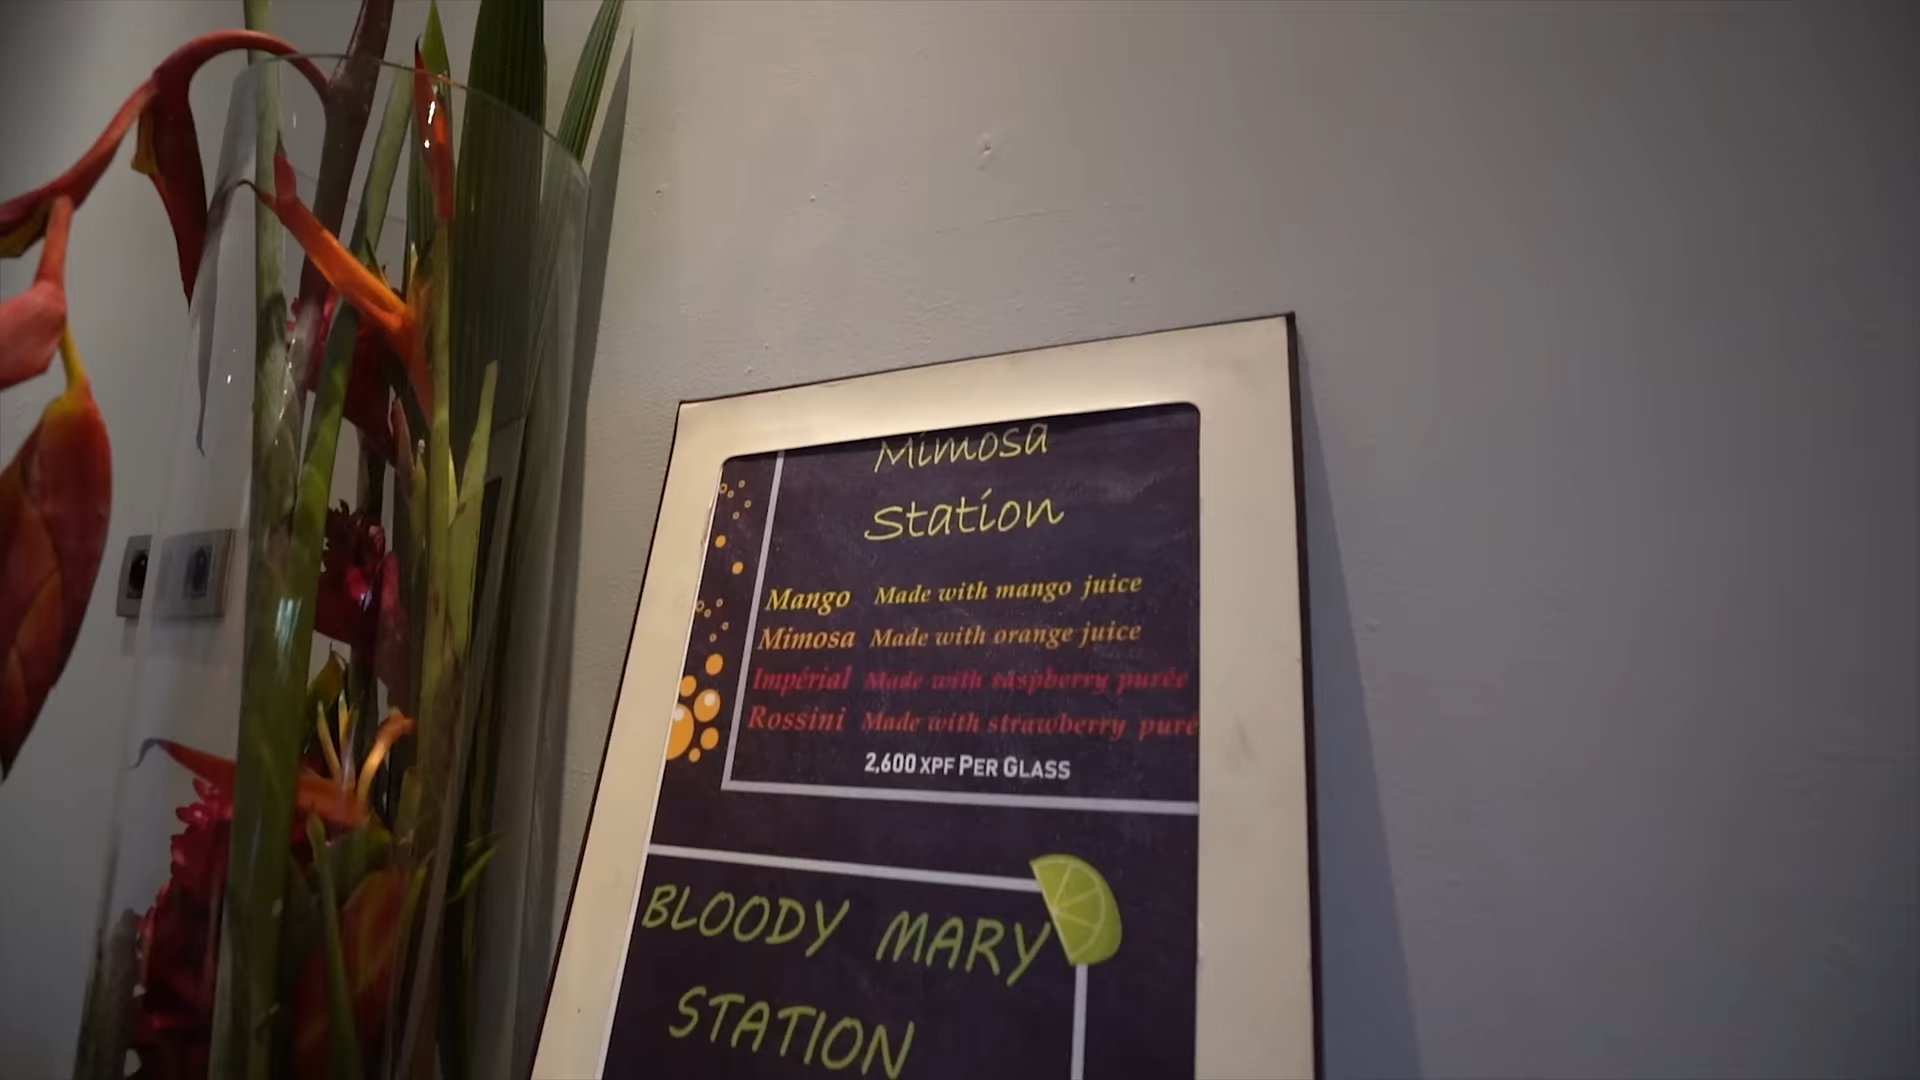 Mimosa
Station
Mango Made with mango juice
Mimosa Made with orange juice
Impérial Made with raspberry purée
Rossini Made with strawberry puré
2,600 XPF PER GLASS
BLOODY MARY
STATION